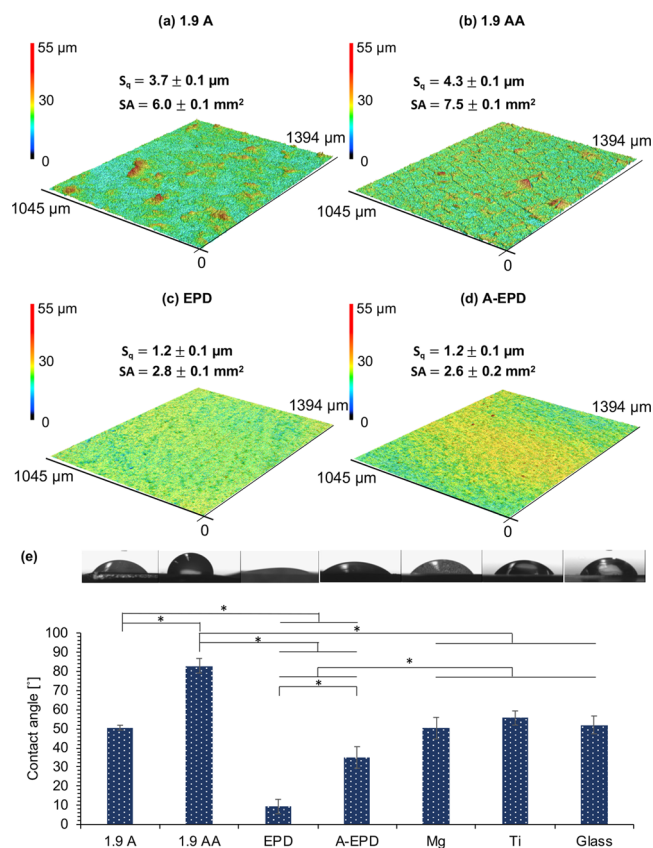 (a) 1.9 A
55 µm
30
0
S_q = 3.7 ± 0.1 µm
SA = 6.0 ± 0.1 mm²
1394 µm
1045 µm
0
(b) 1.9 AA
55 µm
30
0
S_q = 4.3 ± 0.1 µm
SA = 7.5 ± 0.1 mm²
1394 µm
1045 µm
0
(c) EPD
55 µm
30
0
S_q = 1.2 ± 0.1 µm
SA = 2.8 ± 0.1 mm²
1394 µm
1045 µm
0
(d) A-EPD
55 µm
30
0
S_q = 1.2 ± 0.1 µm
SA = 2.6 ± 0.2 mm²
1394 µm
1045 µm
0
(e)
* 
*
*
*
*
*
Contact angle [°]
100
90
80
70
60
50
40
30
20
10
0
1.9 A 1.9 AA EPD A-EPD Mg Ti Glass